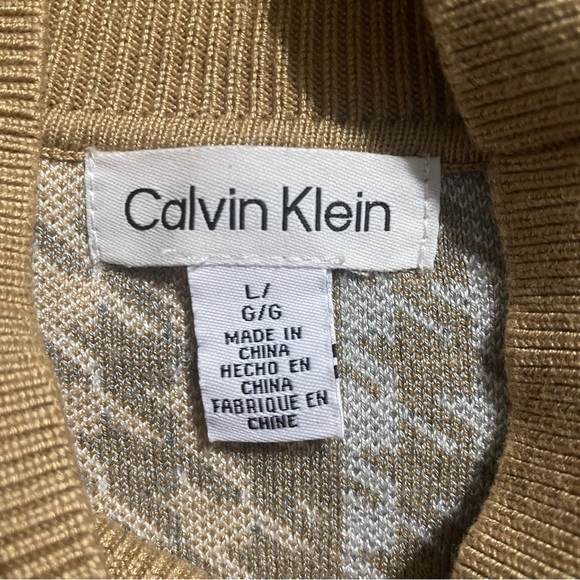 Calvin Klein
L/
G/G
MADE IN
CHINA
HECHO EN
CHINA
FABRIQUE EN
CHINE